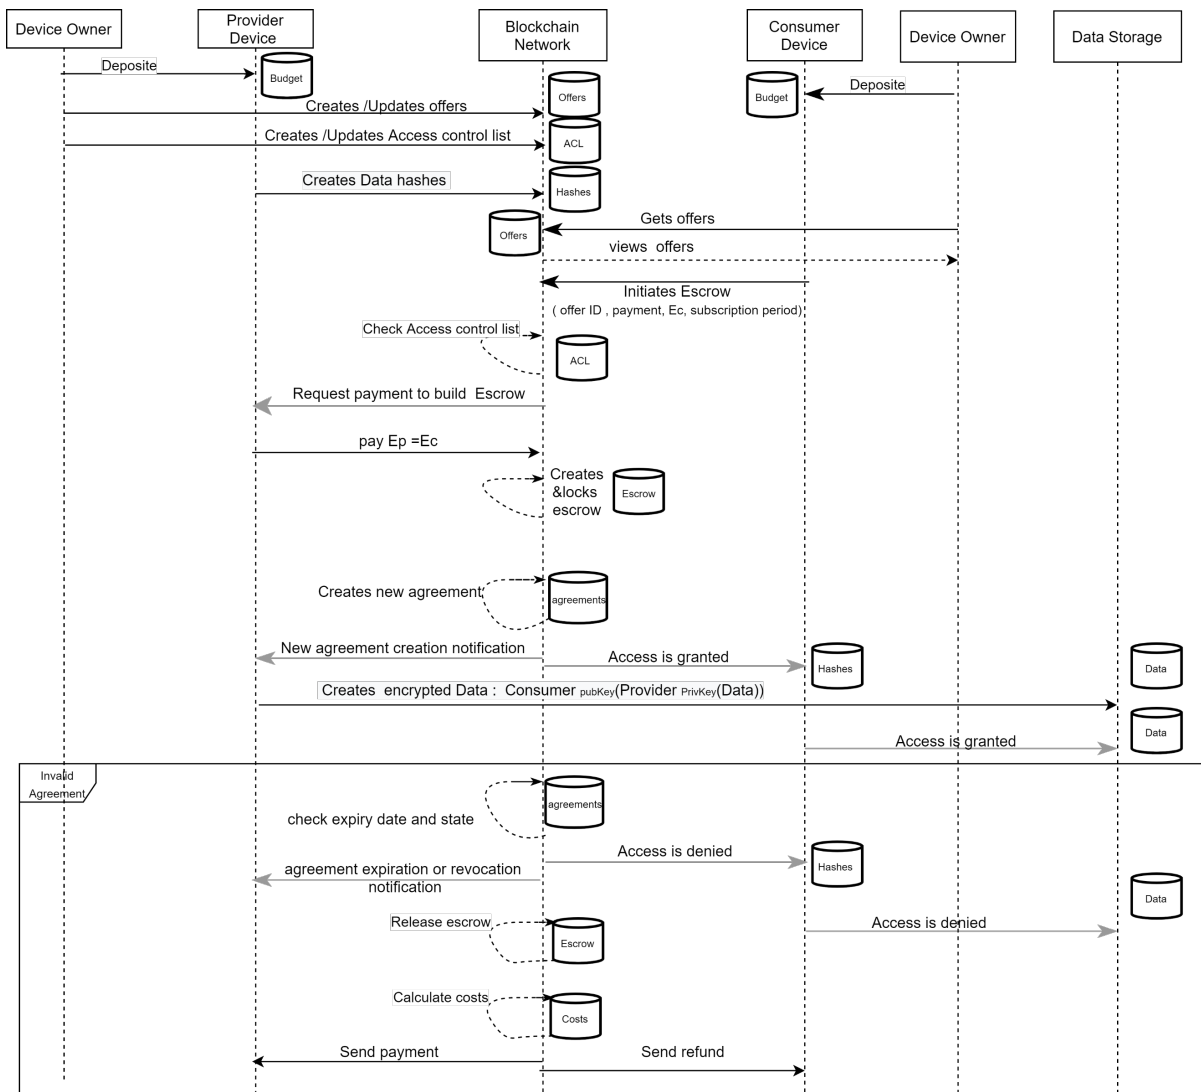 Device Owner
Provider
Device
Blockchain
Network
Consumer
Device
Device Owner
Data Storage
Deposite
Budget
Offers
Budget
Deposite
Creates /Updates offers
Creates /Updates Access control list
ACL
Creates Data hashes
Hashes
Gets offers
Offers
views offers
Initiates Escrow
( offer ID , payment, Ec, subscription period)
Check Access control list
ACL
Request payment to build Escrow
pay Ep =Ec
Creates
&locks
escrow
Escrow
Creates new agreement
agreements
New agreement creation notification
Access is granted
Hashes
Data
Creates encrypted Data : Consumer pubKey(Provider PrivKey(Data))
Data
Access is granted
Invalid
Agreement
agreements
check expiry date and state
Access is denied
Hashes
agreement expiration or revocation
notification
Data
Release escrow
Escrow
Access is denied
Calculate costs
Costs
Send payment
Send refund